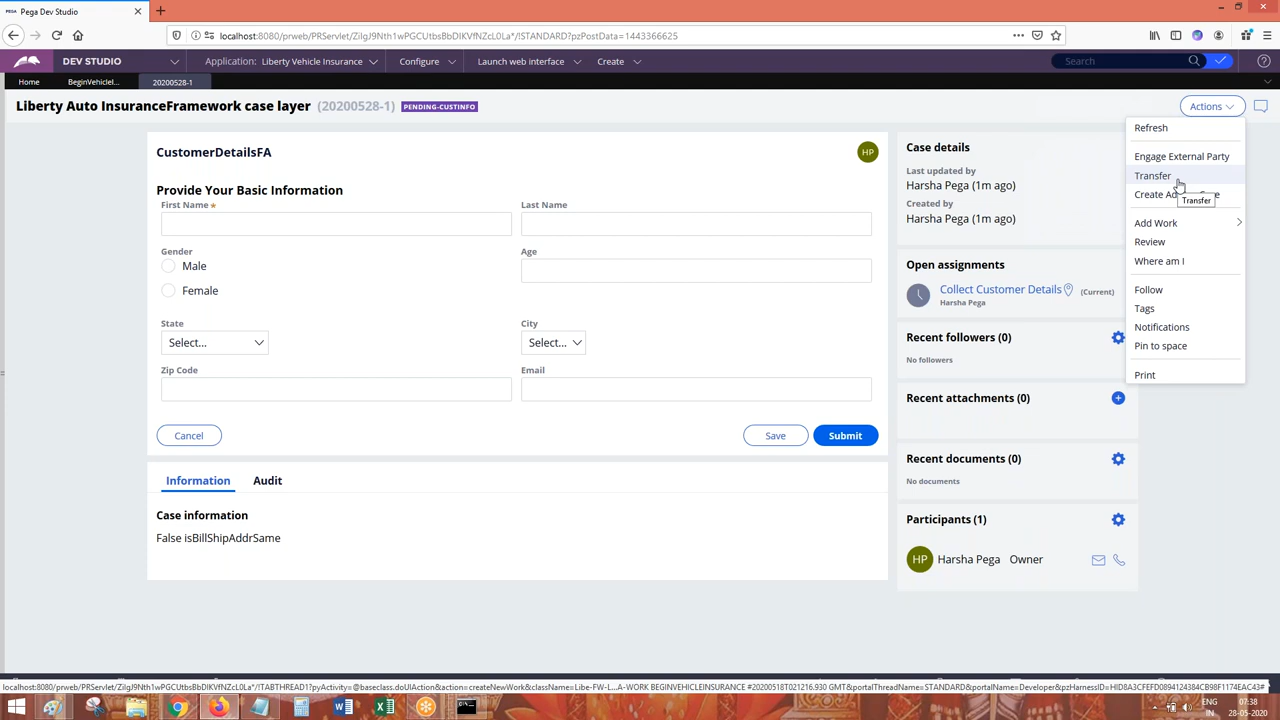 Pega Dev Studio
localhost:8080/prweb/PRServlet/ZiIgJ9Nth1wPGCUtbsBbDIKVfNZcL0La*/!STANDARD?pzPostData=1443366625
DEV STUDIO
Application: Liberty Vehicle Insurance
Configure
Launch web interface
Create
Search
Home
BeginVehicleI...
20200528-1
Liberty Auto InsuranceFramework case layer (20200528-1) PENDING-CUSTINFO
Actions
Refresh
Engage External Party
Transfer
Transfer
Add Work
Review
Where am I
Follow
Tags
Notifications
Pin to space
Print
CustomerDetailsFA
HP
Provide Your Basic Information
First Name *
Last Name
Gender
Age
Male
Female
State
City
Select...
Select...
Zip Code
Email
Cancel
Save
Submit
Information
Audit
Case information
False isBillShipAddrSame
Case details
Last updated by
Harsha Pega (1m ago)
Created by
Harsha Pega (1m ago)
Open assignments
Collect Customer Details (Current)
Harsha Pega
Recent followers (0)
No followers
Recent attachments (0)
Recent documents (0)
No documents
Participants (1)
HP Harsha Pega Owner
ENG
IN
07:38
28-05-2020